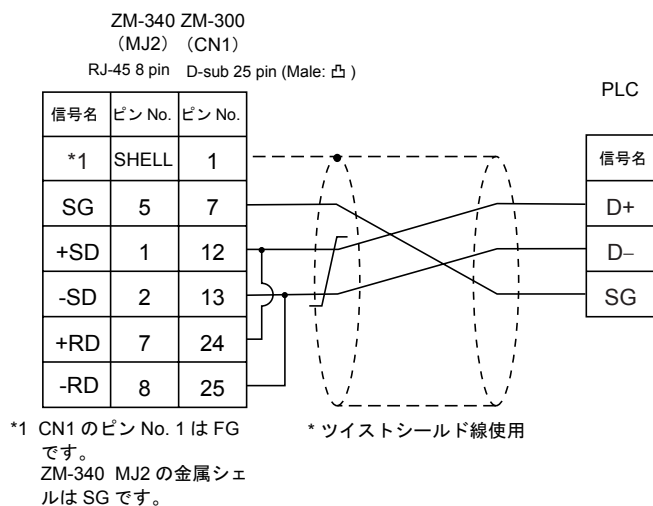 ZM-340 ZM-300
（MJ2）（CN1）
RJ-45 8 pin D-sub 25 pin (Male: 凸 )
PLC
信号名 ピン No. ピン No.
信号名
*1 SHELL 1
SG 5 7
D+
+SD 1 12
D−
-SD 2 13
SG
+RD 7 24
-RD 8 25
*1 CN1 のピン No. 1 は FG
です。
ZM-340 MJ2 の金属シェ
ルは SG です。
* ツイストシールド線使用